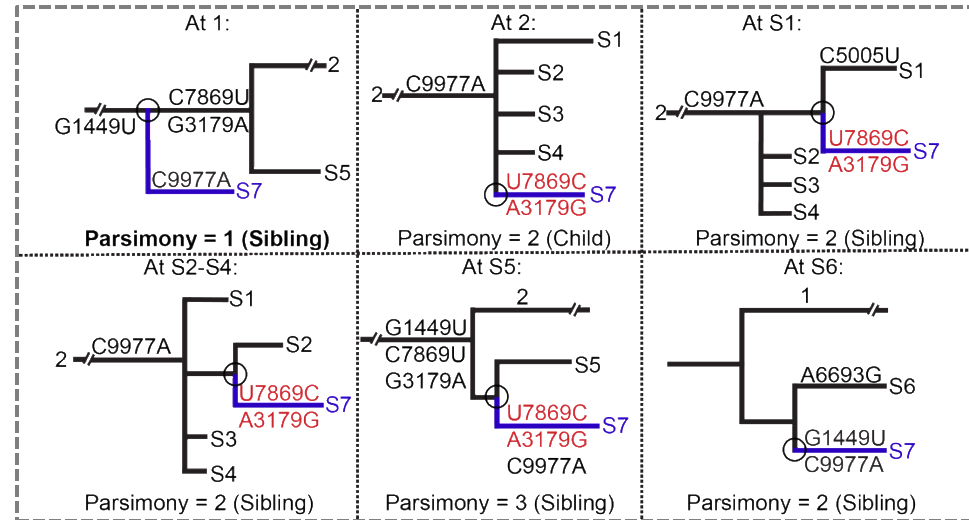 At 1:
2
C7869U
G1449U
G3179A
S5
C9977A
S7
Parsimony = 1 (Sibling)
At 2:
S1
S2
C9977A
2
S3
S4
U7869C
S7
A3179G
Parsimony = 2 (Child)
At S1:
C5005U
S1
C9977A
2
U7869C
S7
S2
A3179G
S3
S4
Parsimony = 2 (Sibling)
At S2-S4:
S1
C9977A
2
S2
U7869C
S7
A3179G
S3
S4
Parsimony = 2 (Sibling)
At S5:
2
G1449U
C7869U
G3179A
S5
U7869C
S7
A3179G
C9977A
Parsimony = 3 (Sibling)
At S6:
1
A6693G
S6
G1449U
S7
C9977A
Parsimony = 2 (Sibling)